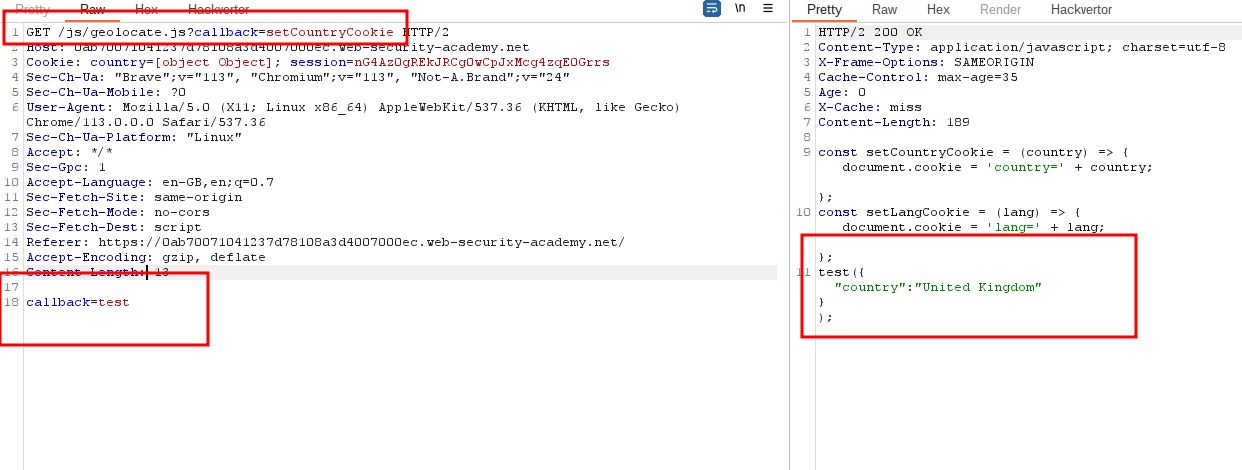 Pretty Raw Hex Hackvertor \n ≡
1 GET /js/geolocate.js?callback=setCountryCookie HTTP/2
2 Host: 0ab70071041237d78108a3d4007000ec.web-security-academy.net
3 Cookie: country=[object Object]; session=nG4AzOgREkJRCgOwCpJxMcg4zqEOGrrs
4 Sec-Ch-Ua: "Brave";v="113", "Chromium";v="113", "Not-A.Brand";v="24"
5 Sec-Ch-Ua-Mobile: ?0
6 User-Agent: Mozilla/5.0 (X11; Linux x86_64) AppleWebKit/537.36 (KHTML, like Gecko)
Chrome/113.0.0.0 Safari/537.36
7 Sec-Ch-Ua-Platform: "Linux"
8 Accept: */*
9 Sec-Gpc: 1
10 Accept-Language: en-GB,en;q=0.7
11 Sec-Fetch-Site: same-origin
12 Sec-Fetch-Mode: no-cors
13 Sec-Fetch-Dest: script
14 Referer: https://0ab70071041237d78108a3d4007000ec.web-security-academy.net/
15 Accept-Encoding: gzip, deflate
16 Content-Length: 13
17
18 callback=test
Pretty Raw Hex Render Hackvertor
1 HTTP/2 200 OK
2 Content-Type: application/javascript; charset=utf-8
3 X-Frame-Options: SAMEORIGIN
4 Cache-Control: max-age=35
5 Age: 0
6 X-Cache: miss
7 Content-Length: 189
8
9 const setCountryCookie = (country) => {
document.cookie = 'country=' + country;
};
10 const setLangCookie = (lang) => {
document.cookie = 'lang=' + lang;
};
11 test({
"country":"United Kingdom"
}
);